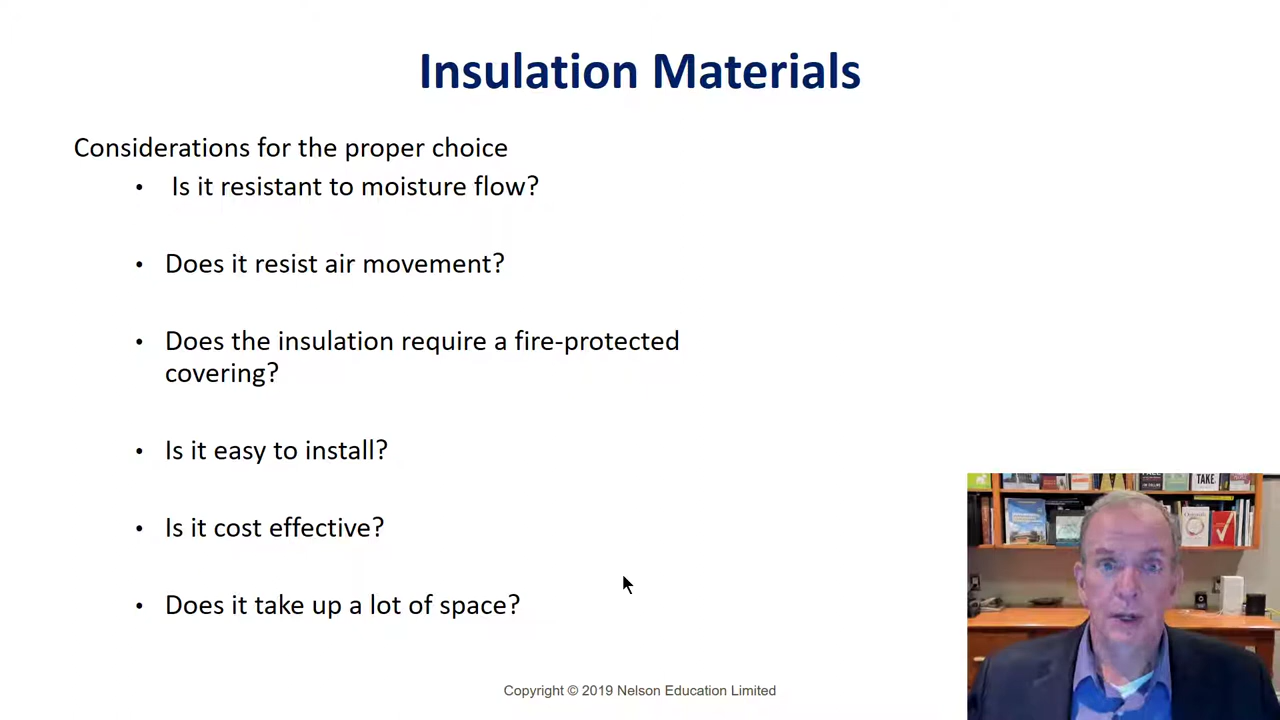 Insulation Materials
Considerations for the proper choice
• Is it resistant to moisture flow?
• Does it resist air movement?
• Does the insulation require a fire-protected
covering?
• Is it easy to install?
• Is it cost effective?
• Does it take up a lot of space?
TAKE.
Copyright © 2019 Nelson Education Limited